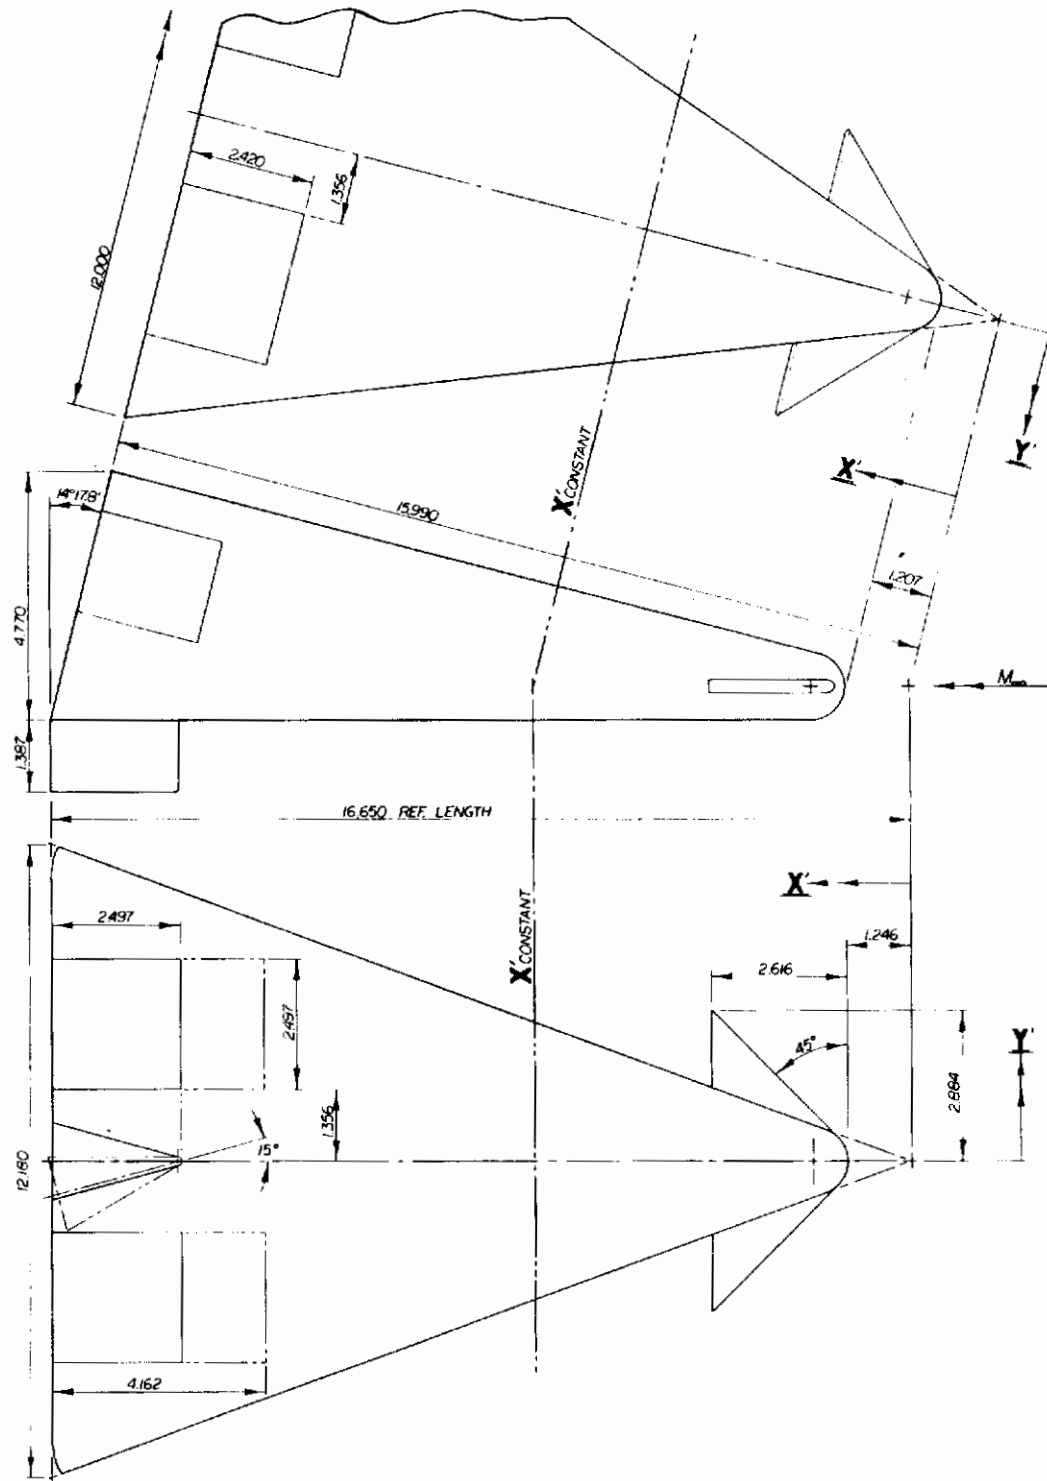 2.420
1.356
12.000
Y'
X'
X' CONSTANT
14°17.8'
15.990
1.207
4.770
M∞
1.387
16.650 REF. LENGTH
X'
2.497
X' CONSTANT
1.246
2.616
2.497
45°
Y'
2.884
1.356
15°
12.180
4.162